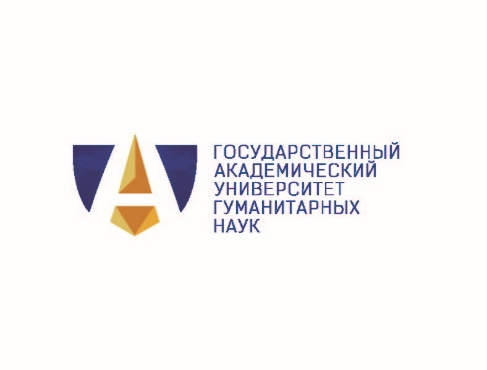 ГОСУДАРСТВЕННЫЙ
АКАДЕМИЧЕСКИЙ
УНИВЕРСИТЕТ
ГУМАНИТАРНЫХ
НАУК